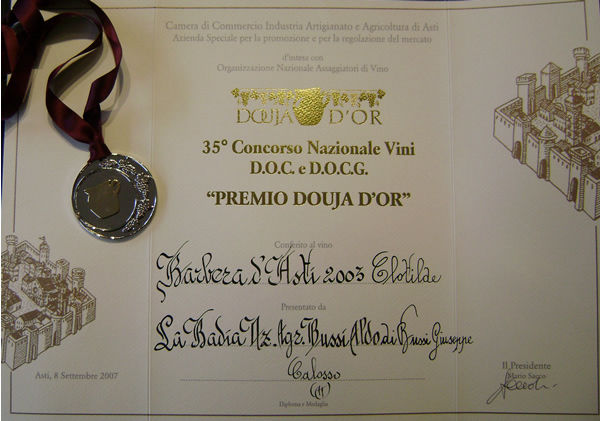 Camera di Commercio Industria Artigianato e Agricoltura di Asti
Azienda Speciale per la promozione e per la regolazione del mercato
d'intesa con
Organizzazione Nazionale Assaggiatori di Vino
DOUJA D'OR
35° Concorso Nazionale Vini
D.O.C. e D.O.C.G.
“PREMIO DOUJA D'OR”
Conferito al vino
Barbera d'Asti 2003 Clotilde
Presentato da
La Badia Az. Agr. Bussi Aldo di Bussi Giuseppe
Calosso
Asti, 8 Settembre 2007
Il Presidente
Mario Sacco
Diploma e Medaglia